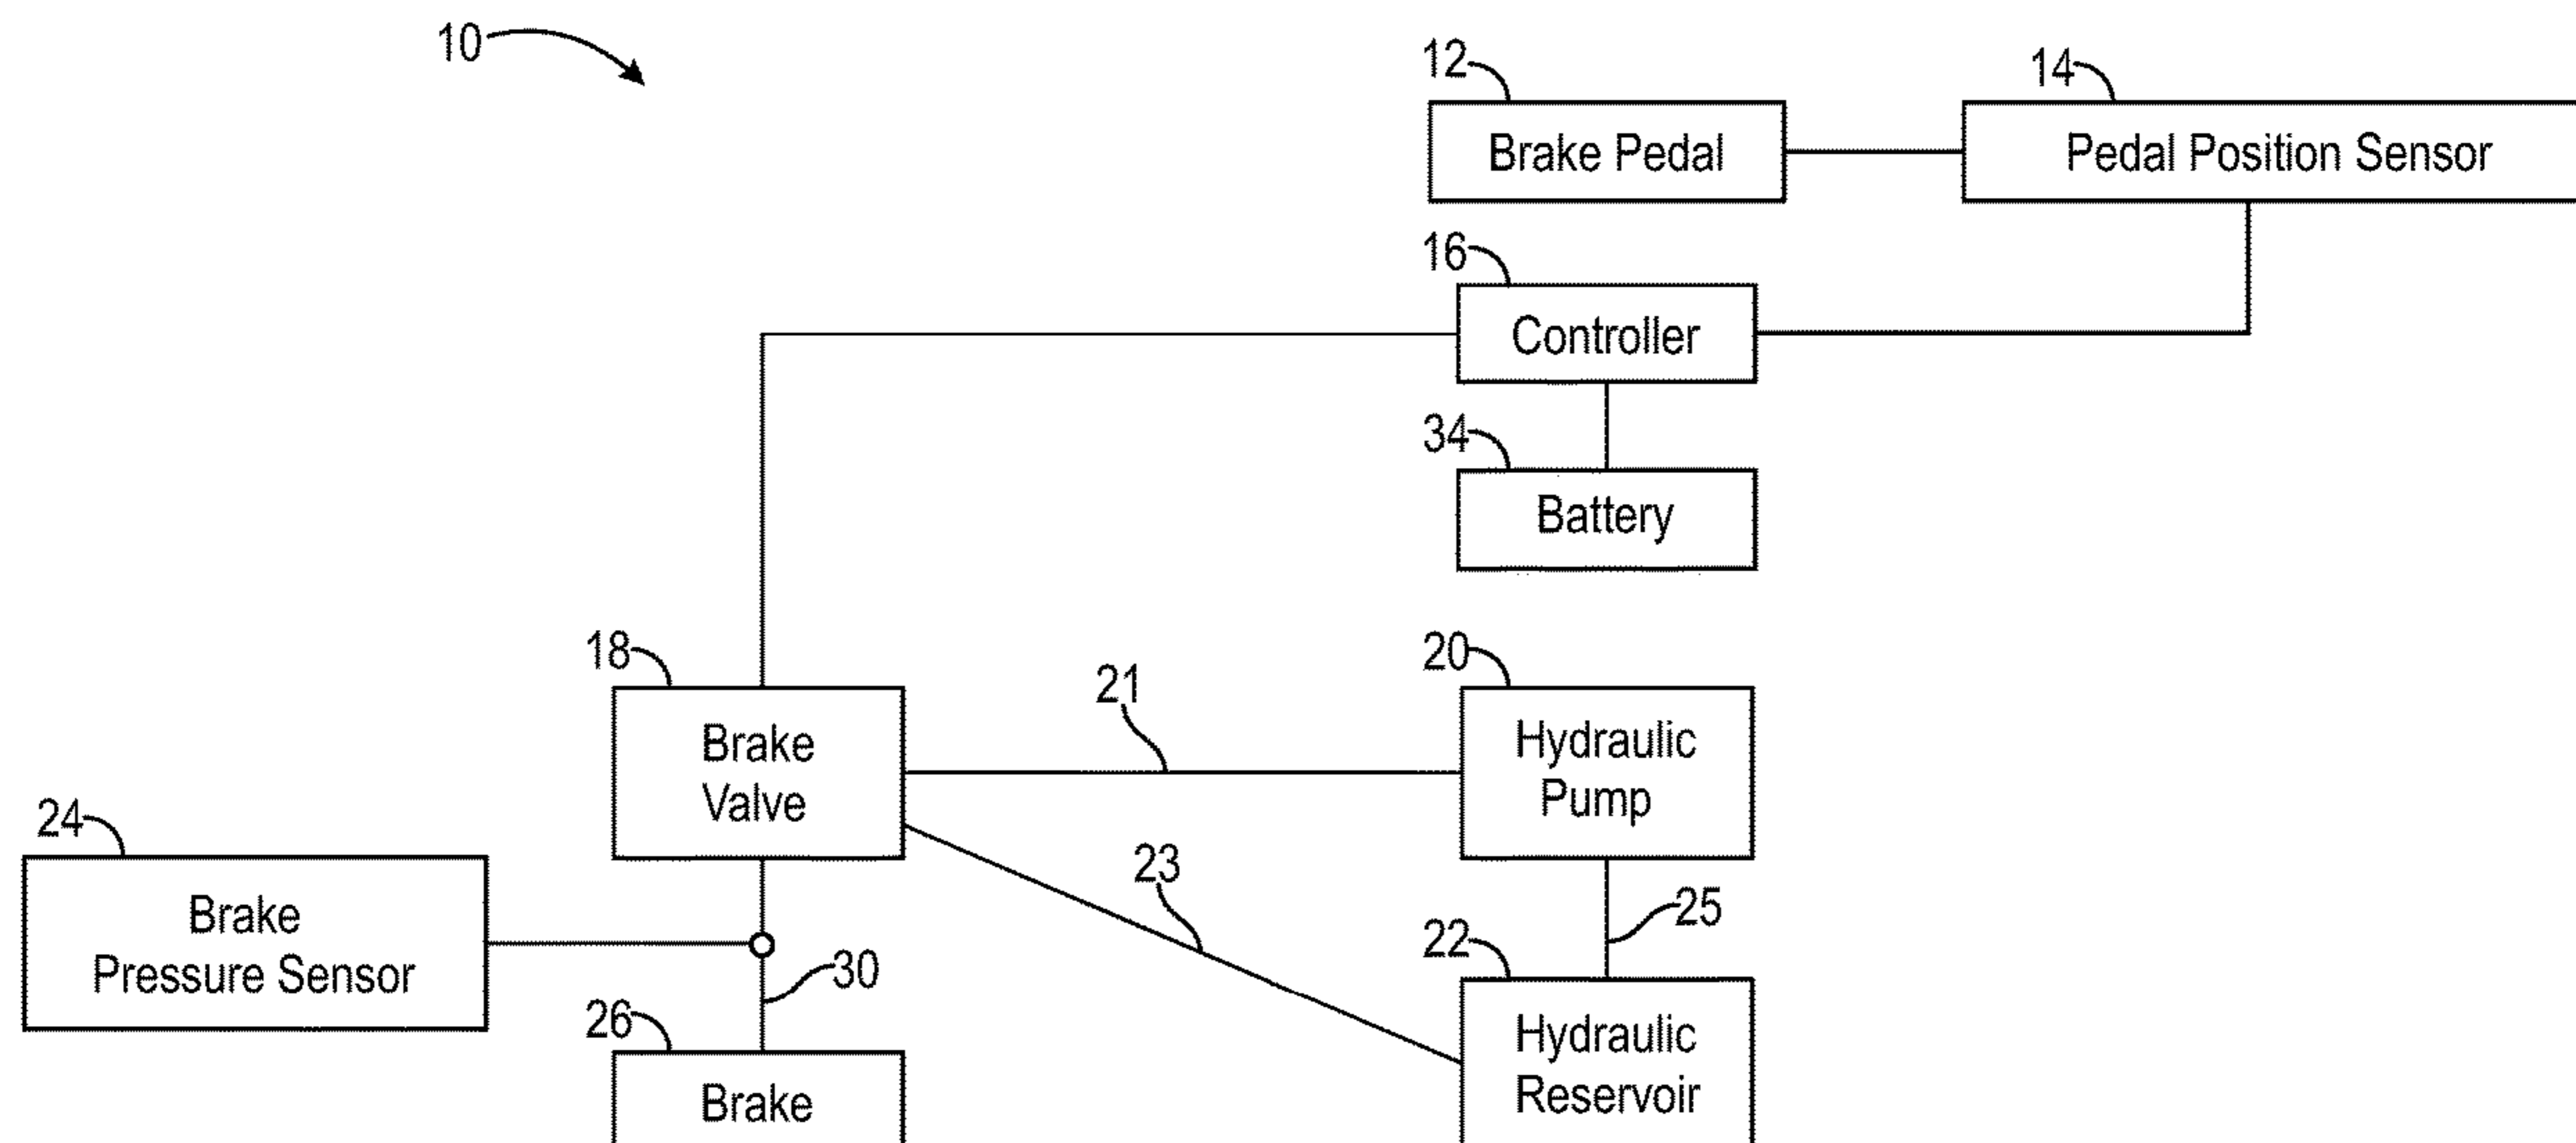 10
12
14
Brake Pedal
Pedal Position Sensor
16
Controller
34
Battery
18
21
20
Brake
Valve
Hydraulic
Pump
24
23
Brake
Pressure Sensor
30
25
22
26
Brake
Hydraulic
Reservoir